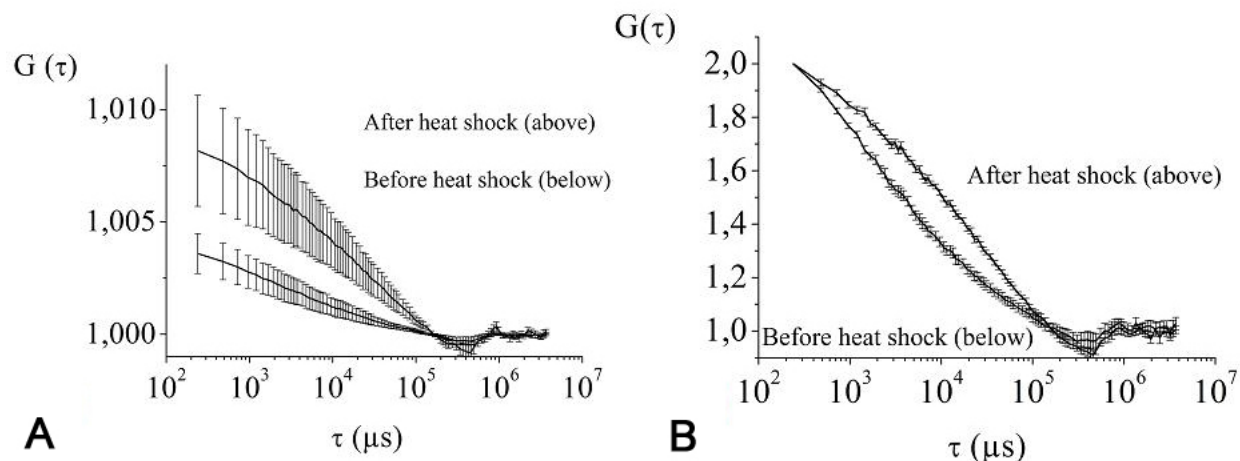 G (τ)
1,010
1,005
1,000
After heat shock (above)
Before heat shock (below)
10² 10³ 10⁴ 10⁵ 10⁶ 10⁷
τ (μs)
A
G(τ)
2,0
1,8
1,6
1,4
1,2
1,0
After heat shock (above)
Before heat shock (below)
10² 10³ 10⁴ 10⁵ 10⁶ 10⁷
τ (μs)
B